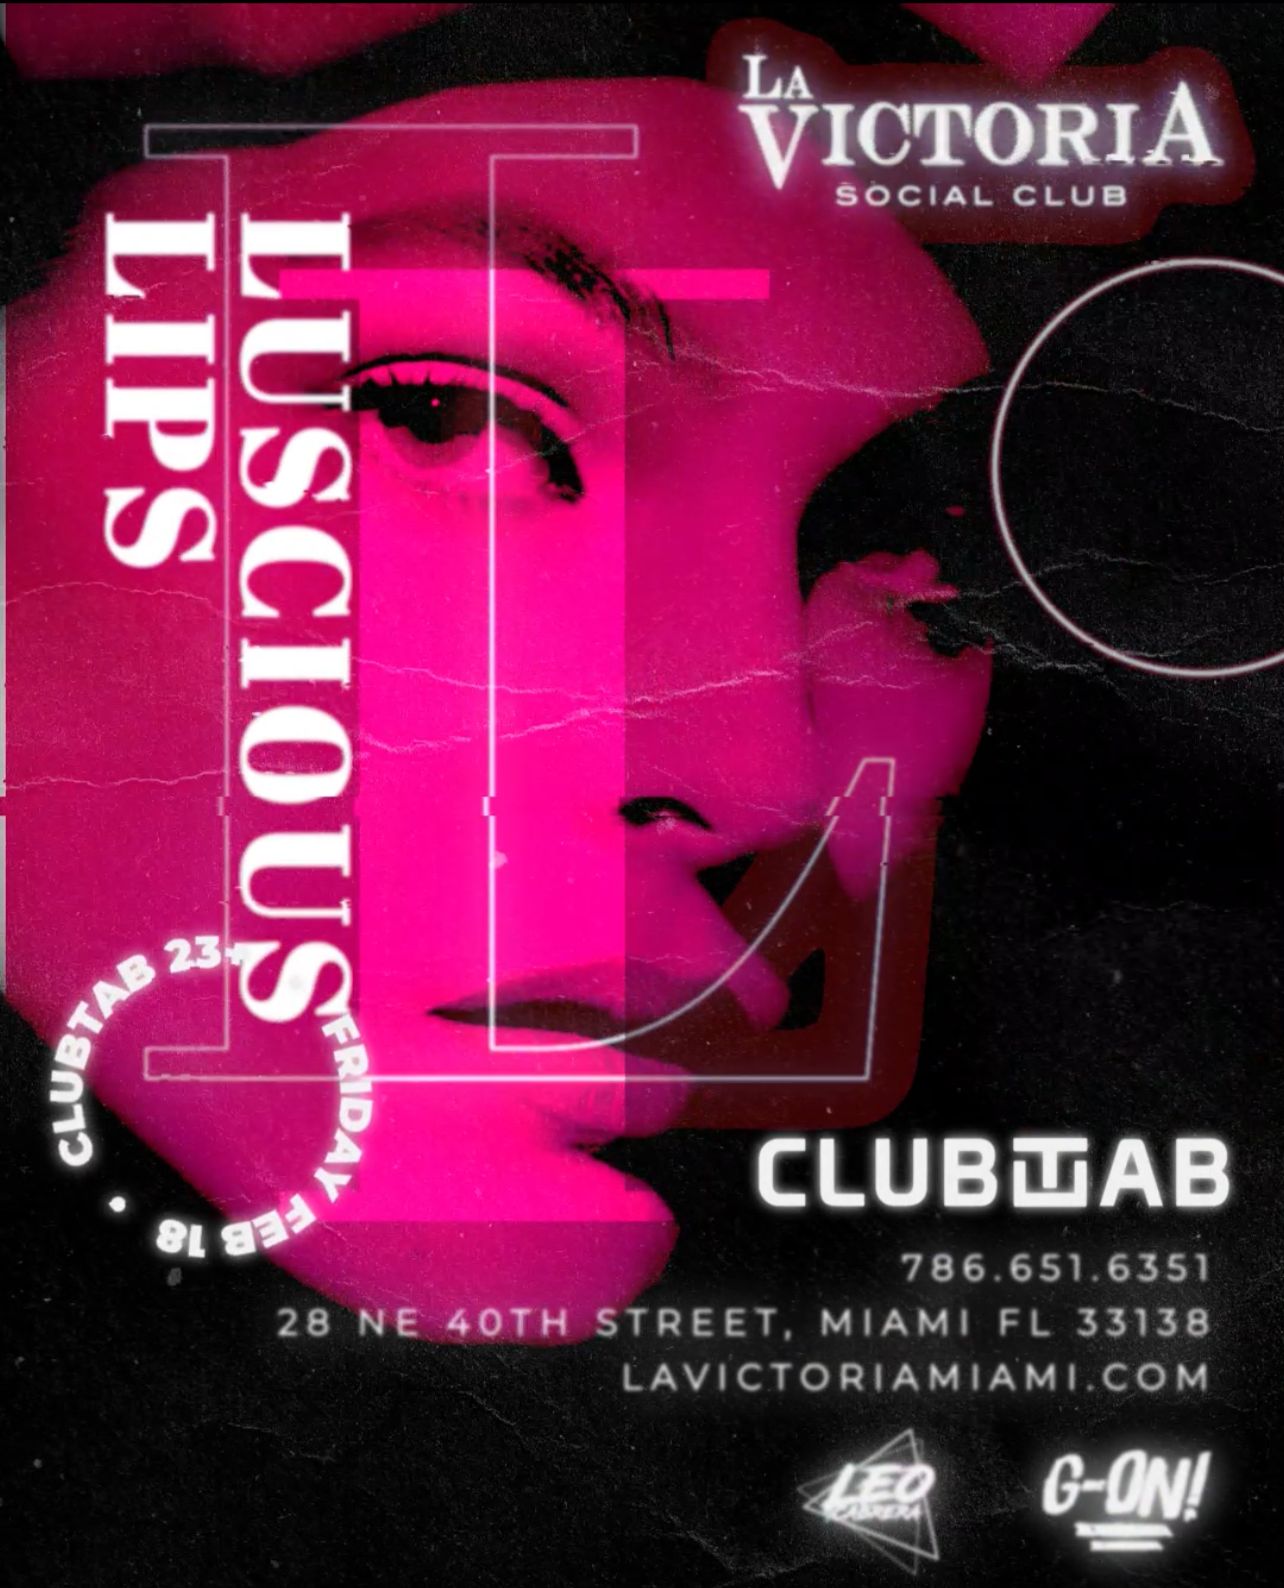 LA
VICTORIA
SOCIAL CLUB
LUSCIOUS
LIPS
CLUBTAB 23+
FRIDAY FEB 18
CLUBTAB
786.651.6351
28 NE 40TH STREET, MIAMI FL 33138
LAVICTORIAMIAMI.COM
LEO
CABRERA
G-ON!
L